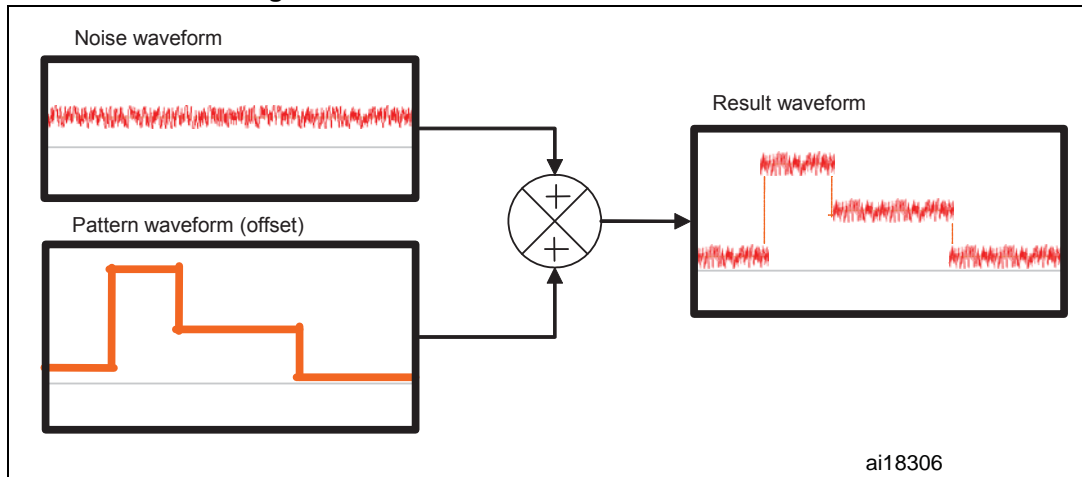 Noise waveform
Pattern waveform (offset)
+
+
Result waveform
ai18306